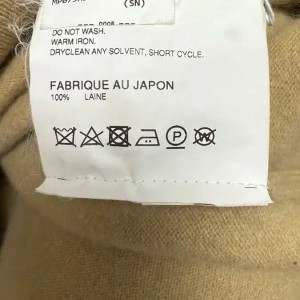 (SN)
DO NOT WASH.
WARM IRON.
DRYCLEAN ANY SOLVENT, SHORT CYCLE.
FABRIQUE AU JAPON
100% LAINE
P
W